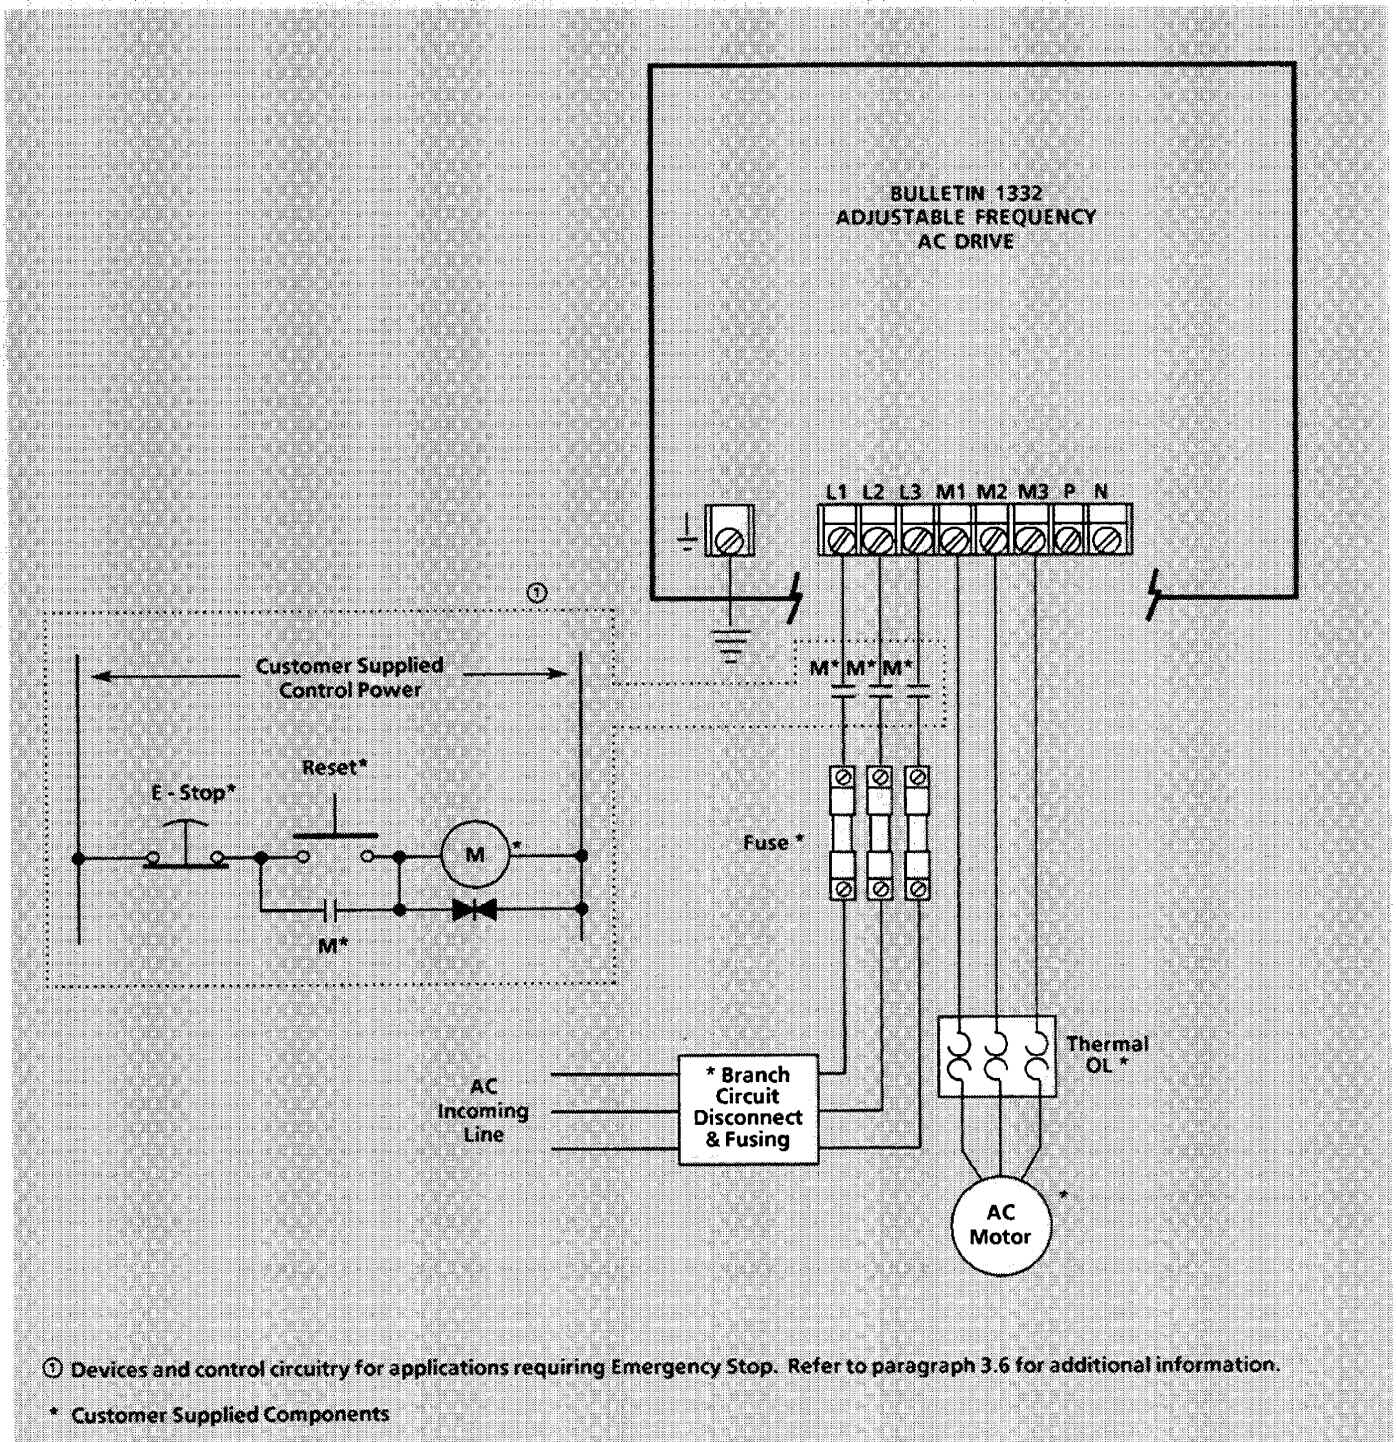 BULLETIN 1332
ADJUSTABLE FREQUENCY
AC DRIVE
L1 L2 L3 M1 M2 M3 P N
①
Customer Supplied
Control Power
M* M* M*
Reset*
E - Stop*
Fuse *
M *
M*
Thermal
OL *
AC
Incoming
Line
* Branch
Circuit
Disconnect
& Fusing
AC
Motor
*
① Devices and control circuitry for applications requiring Emergency Stop. Refer to paragraph 3.6 for additional information.
* Customer Supplied Components